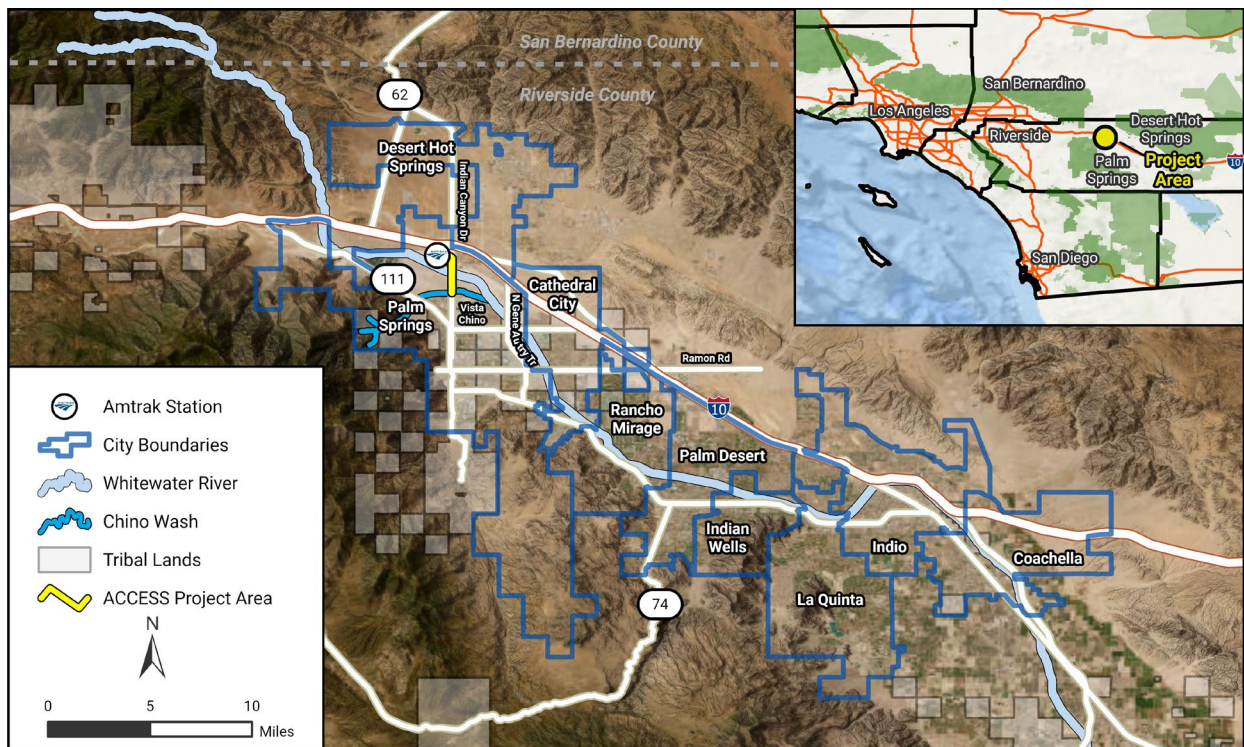 San Bernardino County
Riverside County
62
Desert Hot
Springs
Indian Canyon Dr
111
Palm
Springs
Vista
Chino
N Gene Autry Tr
Cathedral
City
Ramon Rd
10
Rancho
Mirage
Palm Desert
Indian
Wells
Indio
Coachella
La Quinta
74
San Bernardino
Los Angeles
Riverside
Desert Hot
Springs
Palm
Springs
Project
Area
10
San Diego
Amtrak Station
City Boundaries
Whitewater River
Chino Wash
Tribal Lands
ACCESS Project Area
N
0
5
10
Miles